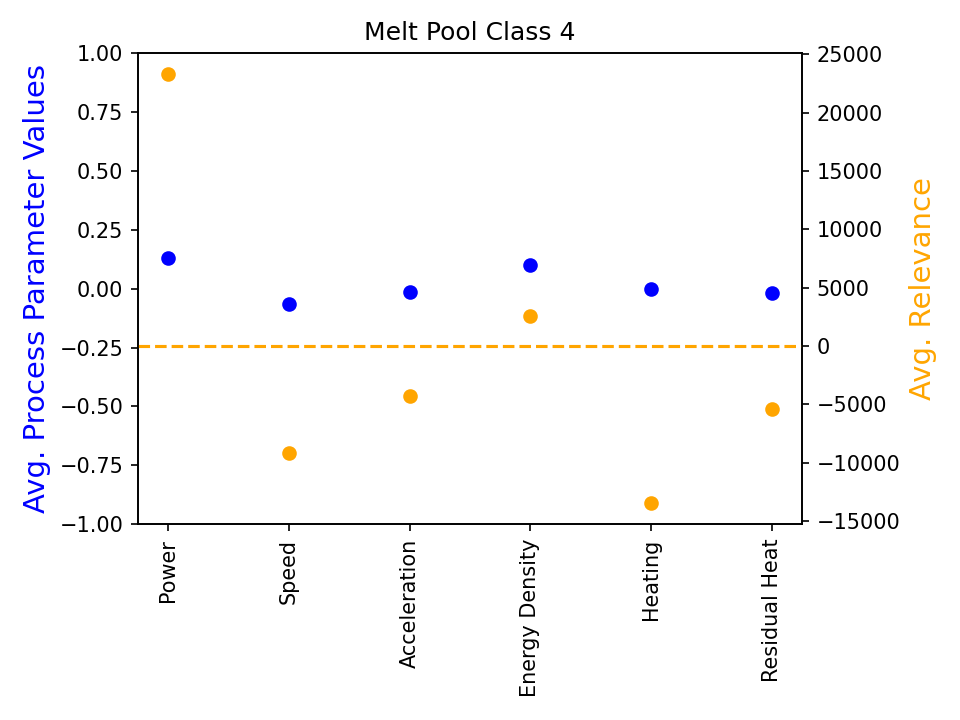 Melt Pool Class 4
Avg. Process Parameter Values
1.00
0.75
0.50
0.25
0.00
−0.25
−0.50
−0.75
−1.00
25000
20000
15000
10000
5000
0
−5000
−10000
−15000
Avg. Relevance
Power
Speed
Acceleration
Energy Density
Heating
Residual Heat